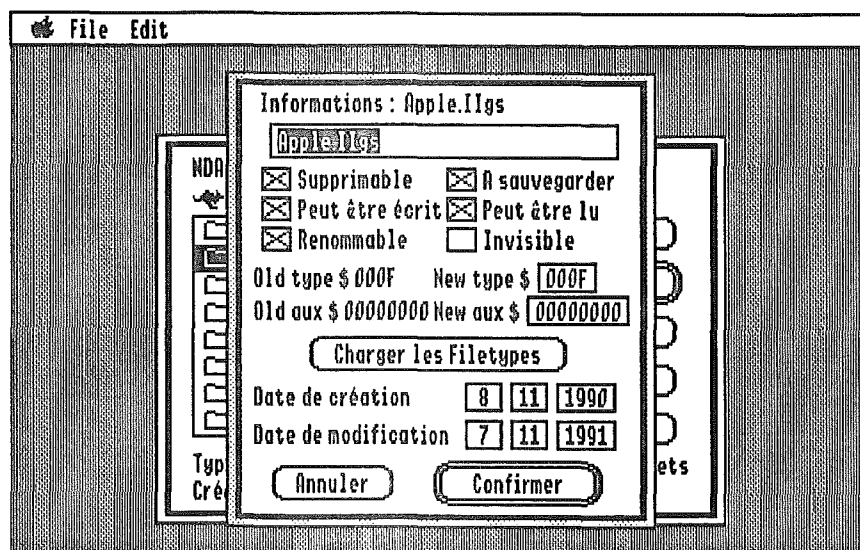 File Edit
Informations : Apple.IIgs
Apple.IIgs
NDA
Supprimable A sauvegarder
Peut être écrit Peut être lu
Renommable Invisible
Old type $ 000F New type $ 000F
Old aux $ 00000000 New aux $ 00000000
Charger les Filetypes
Date de création 8 11 1990
Date de modification 7 11 1991
Typ ets
Annuler Confirmer
Cré